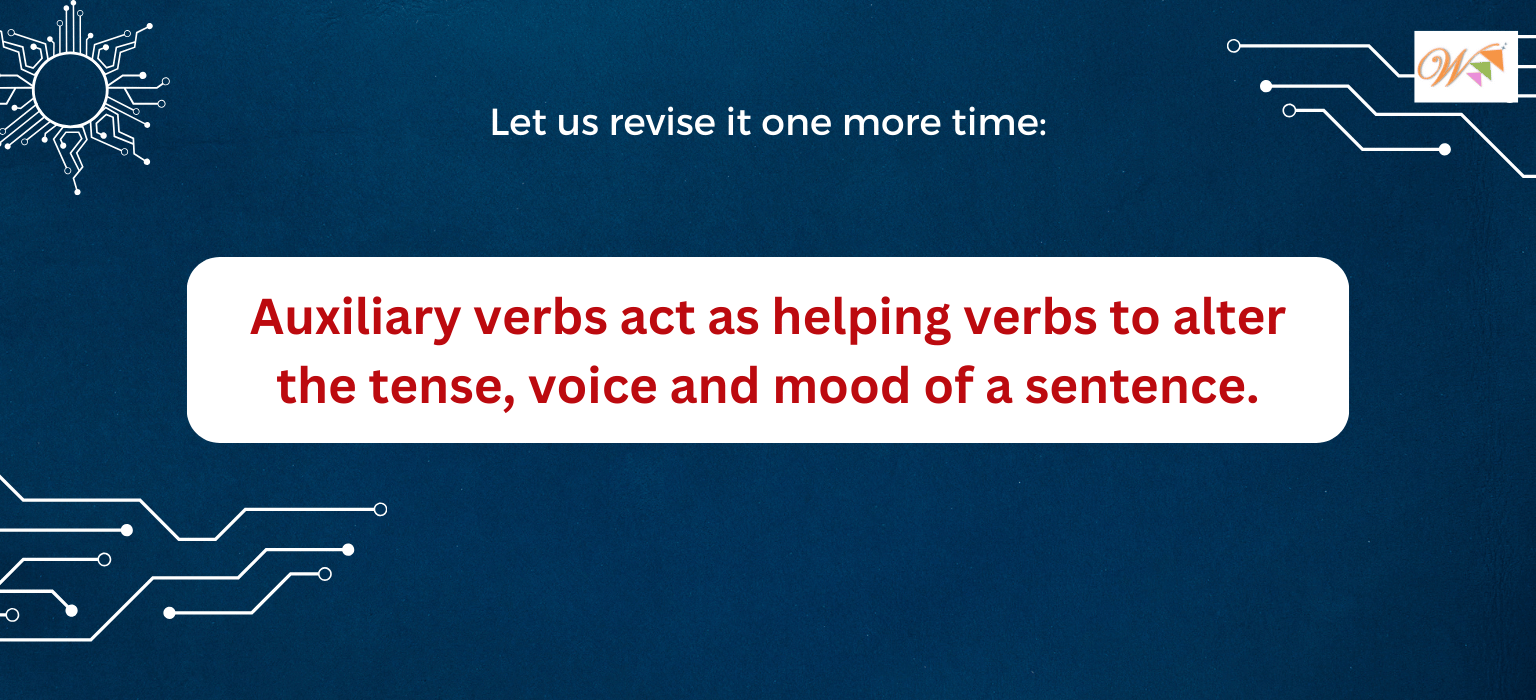 W
Let us revise it one more time:
Auxiliary verbs act as helping verbs to alter
the tense, voice and mood of a sentence.